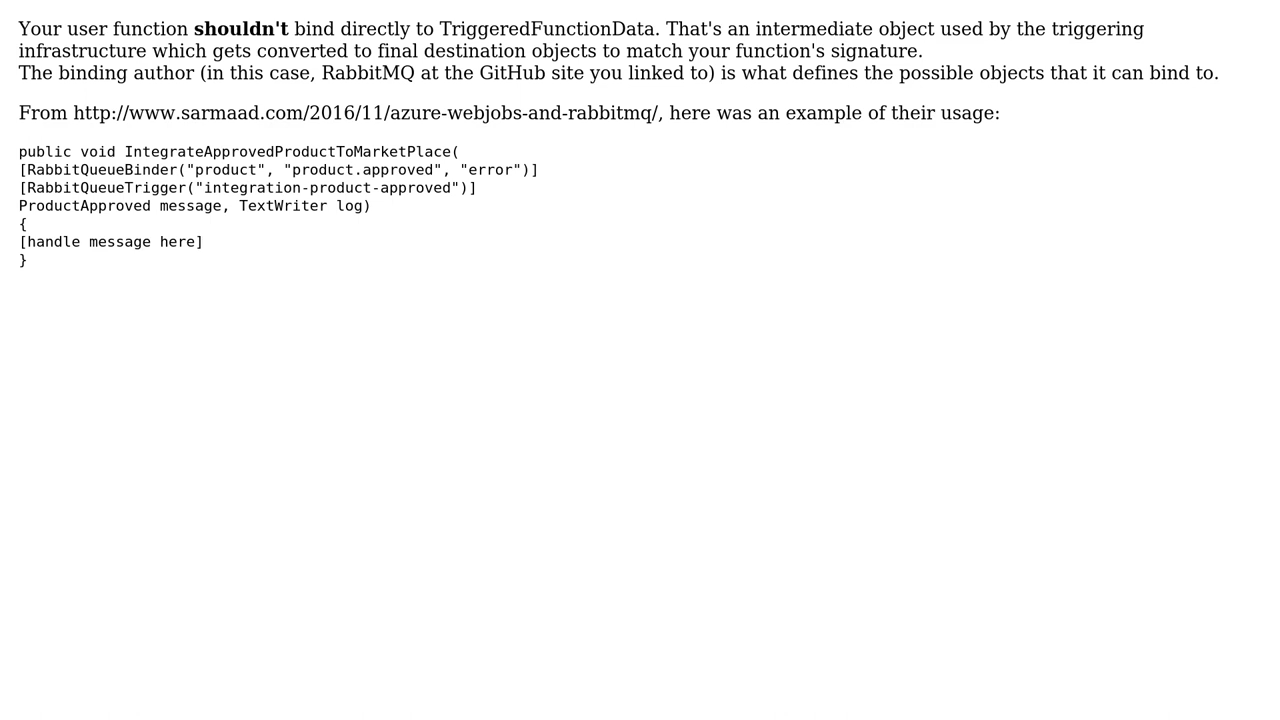 Your user function shouldn't bind directly to TriggeredFunctionData. That's an intermediate object used by the triggering
infrastructure which gets converted to final destination objects to match your function's signature.
The binding author (in this case, RabbitMQ at the GitHub site you linked to) is what defines the possible objects that it can bind to.
From http://www.sarmaad.com/2016/11/azure-webjobs-and-rabbitmq/, here was an example of their usage:
public void IntegrateApprovedProductToMarketPlace(
[RabbitQueueBinder("product", "product.approved", "error")]
[RabbitQueueTrigger("integration-product-approved")]
ProductApproved message, TextWriter log)
{
[handle message here]
}